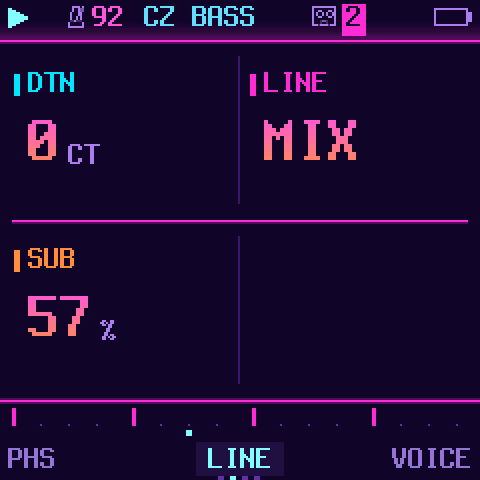 92 CZ BASS 2
DTN LINE
0 CT MIX
SUB
57 %
PHS LINE VOICE